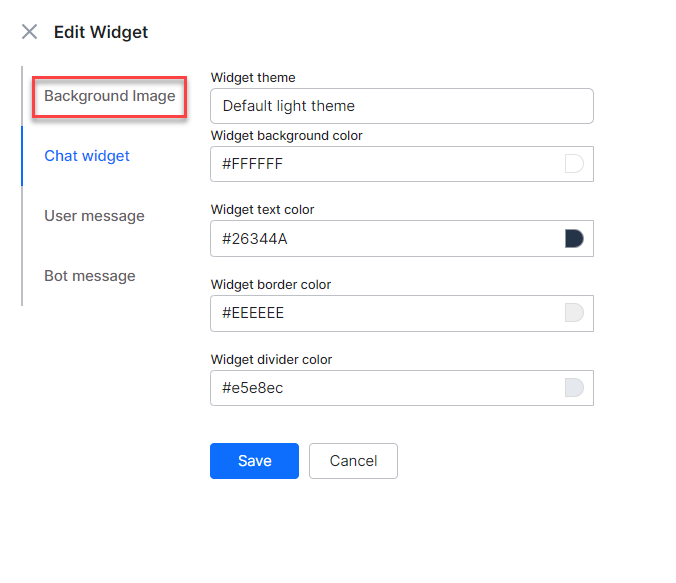 Edit Widget
Background Image
Chat widget
User message
Bot message
Widget theme
Default light theme
Widget background color
#FFFFFF
Widget text color
#26344A
Widget border color
#EEEEEE
Widget divider color
#e5e8ec
Save
Cancel